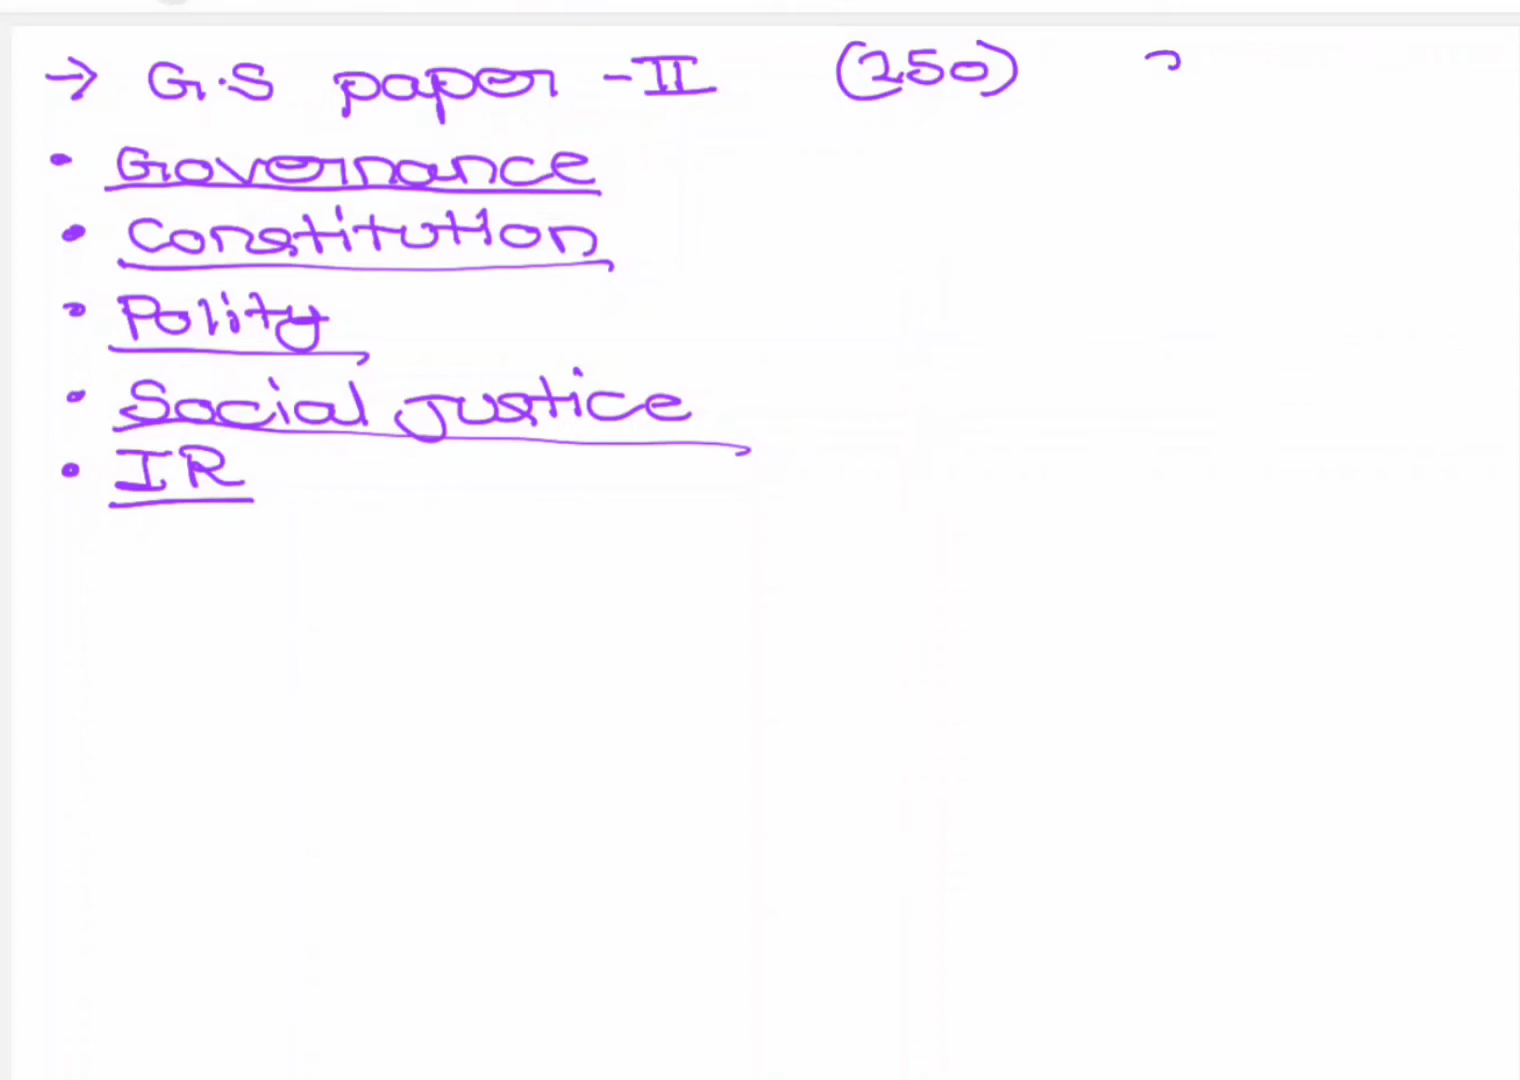 → G.S paper -II (250)
• Governance
• Constitution
• Polity
• Social Justice
• IR